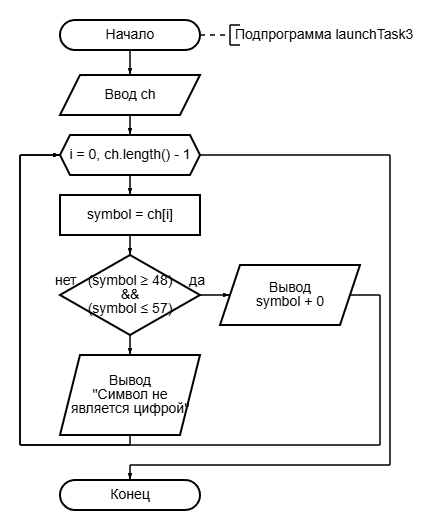 Начало
Подпрограмма launchTask3
Ввод ch
i = 0, ch.length() - 1
symbol = ch[i]
нет
(symbol ≥ 48)
да
&&
(symbol ≤ 57)
Вывод
symbol + 0
Вывод
"Символ не
является цифрой"
Конец